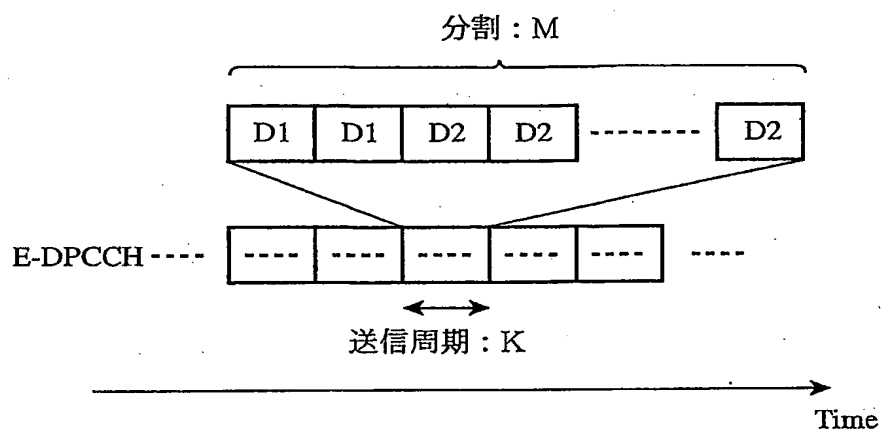 分割：M
D1 D1 D2 D2 -------- D2
E-DPCCH ---- ---- ---- ---- ---- ---- ----
送信周期：K
Time